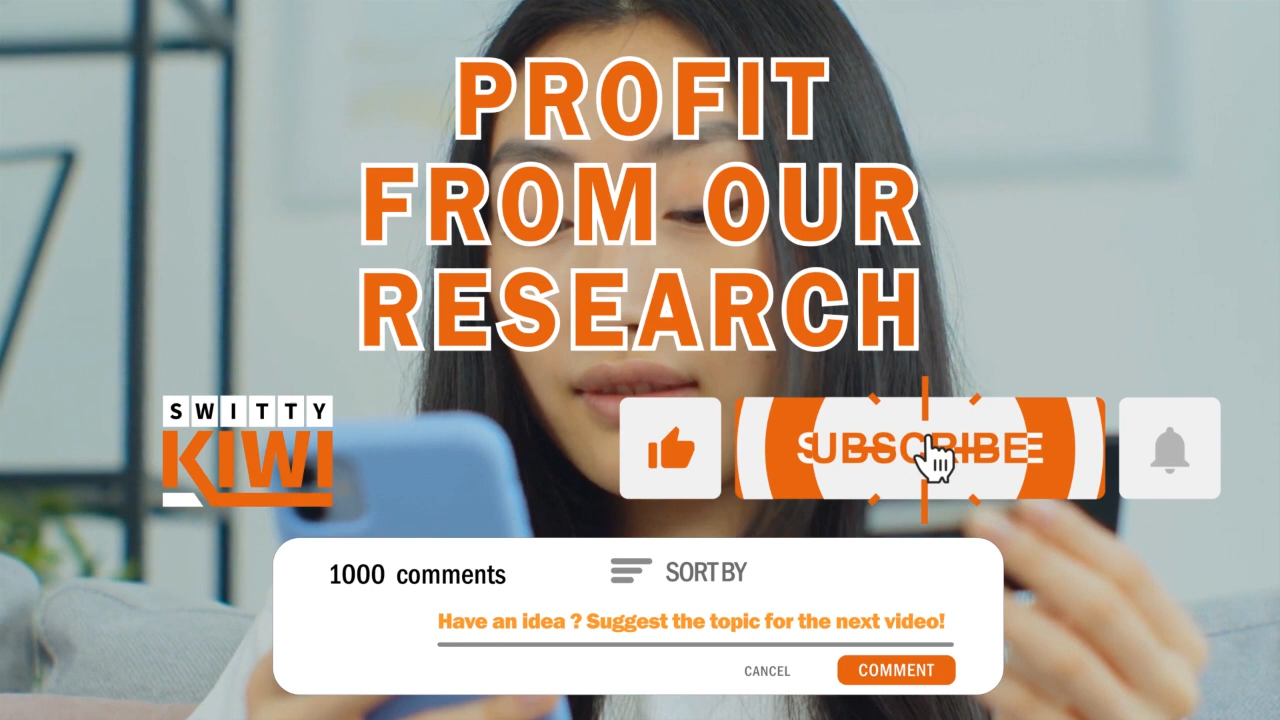 PROFIT
FROM OUR
RESEARCH
SWITTY
KIWI
SUBSCRIBE
1000 comments
SORT BY
Have an idea ? Suggest the topic for the next video!
CANCEL
COMMENT